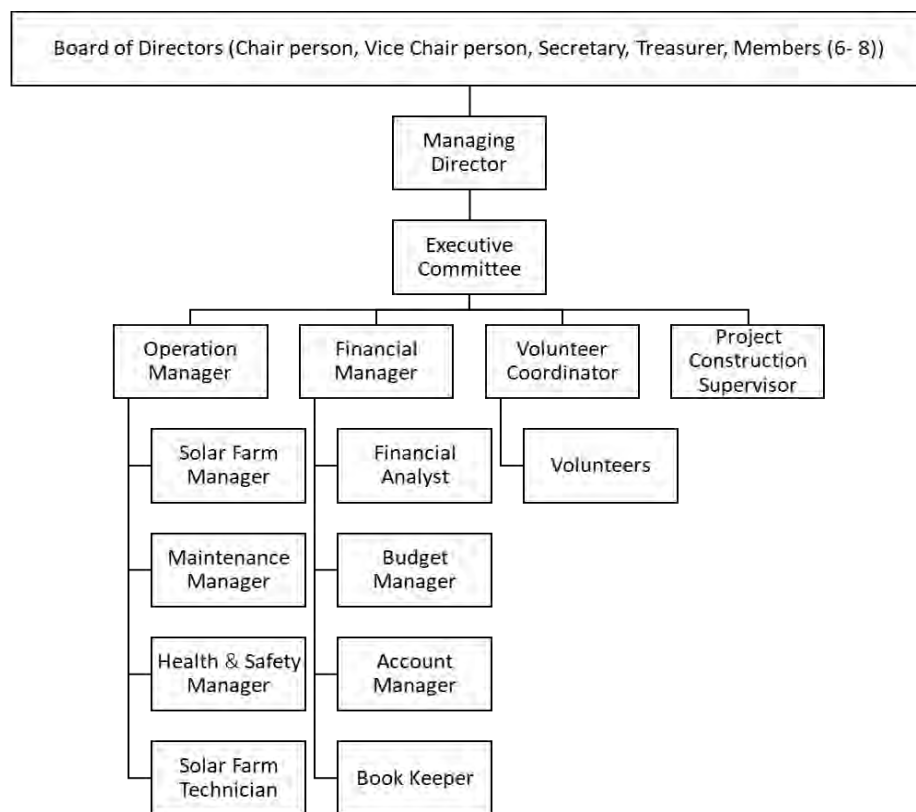 Board of Directors (Chair person, Vice Chair person, Secretary, Treasurer, Members (6- 8))
Managing
Director
Executive
Committee
Operation
Manager
Financial
Manager
Volunteer
Coordinator
Project
Construction
Supervisor
Solar Farm
Manager
Financial
Analyst
Volunteers
Maintenance
Manager
Budget
Manager
Health & Safety
Manager
Account
Manager
Solar Farm
Technician
Book Keeper